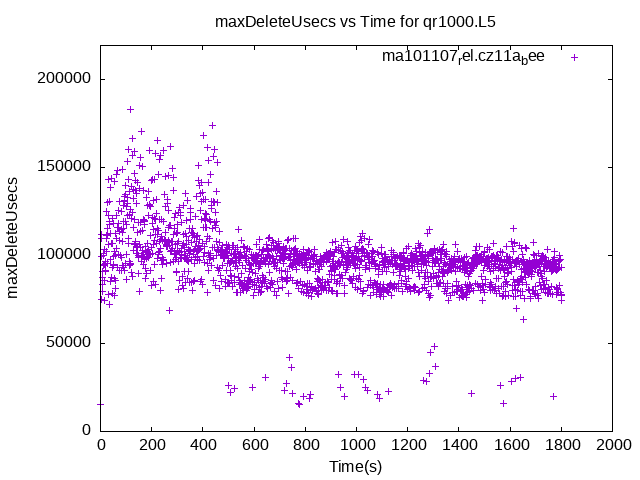 maxDeleteUsecs vs Time for qr1000.L5
ma101107rel.cz11abee
200000
150000
100000
50000
0
maxDeleteUsecs
0 200 400 600 800 1000 1200 1400 1600 1800 2000
Time(s)